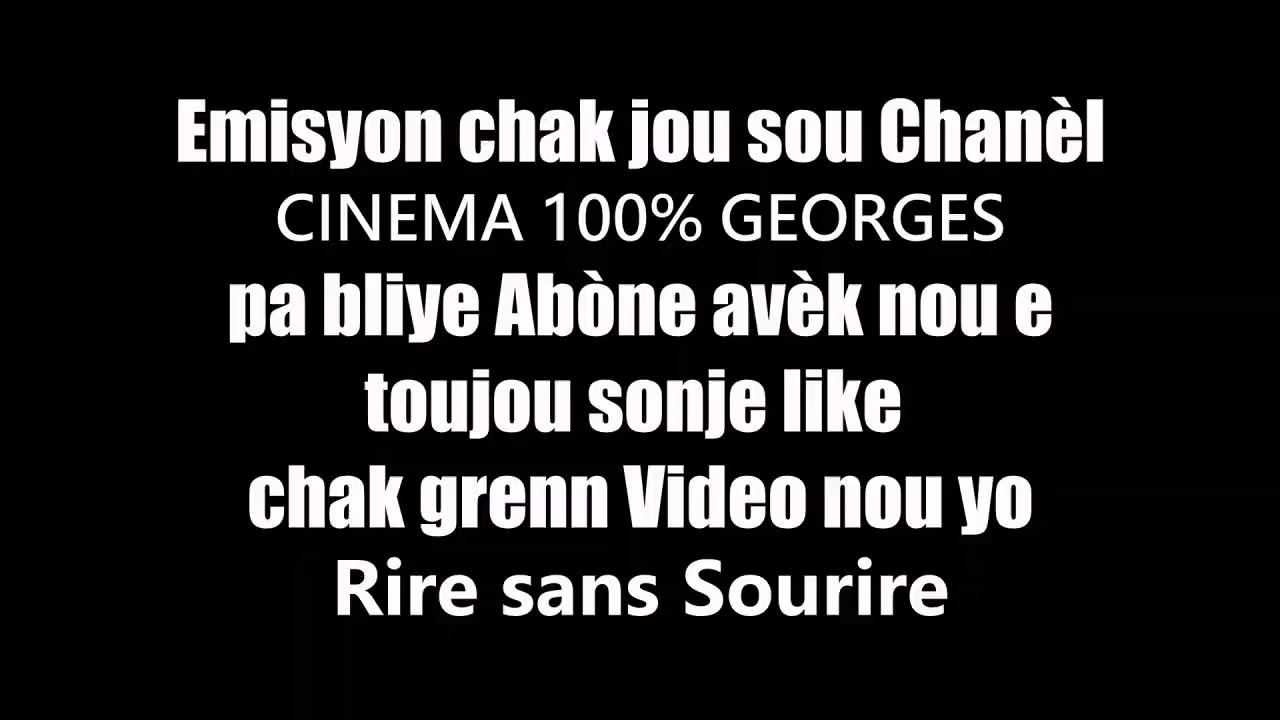 Emisyon chak jou sou Chanèl
CINEMA 100% GEORGES
pa bliye Abòne avèk nou e
toujou sonje like
chak grenn Video nou yo
Rire sans Sourire